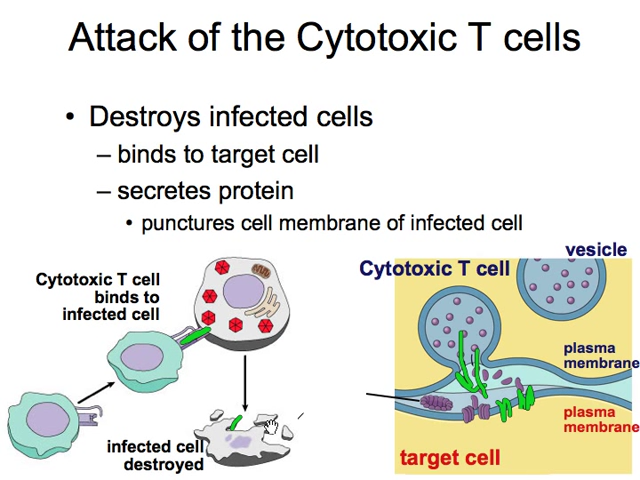 Attack of the Cytotoxic T cells
• Destroys infected cells
– binds to target cell
– secretes protein
• punctures cell membrane of infected cell
Cytotoxic T cell
binds to
infected cell
infected cell
destroyed
vesicle
Cytotoxic T cell
plasma
membrane
plasma
membrane
target cell